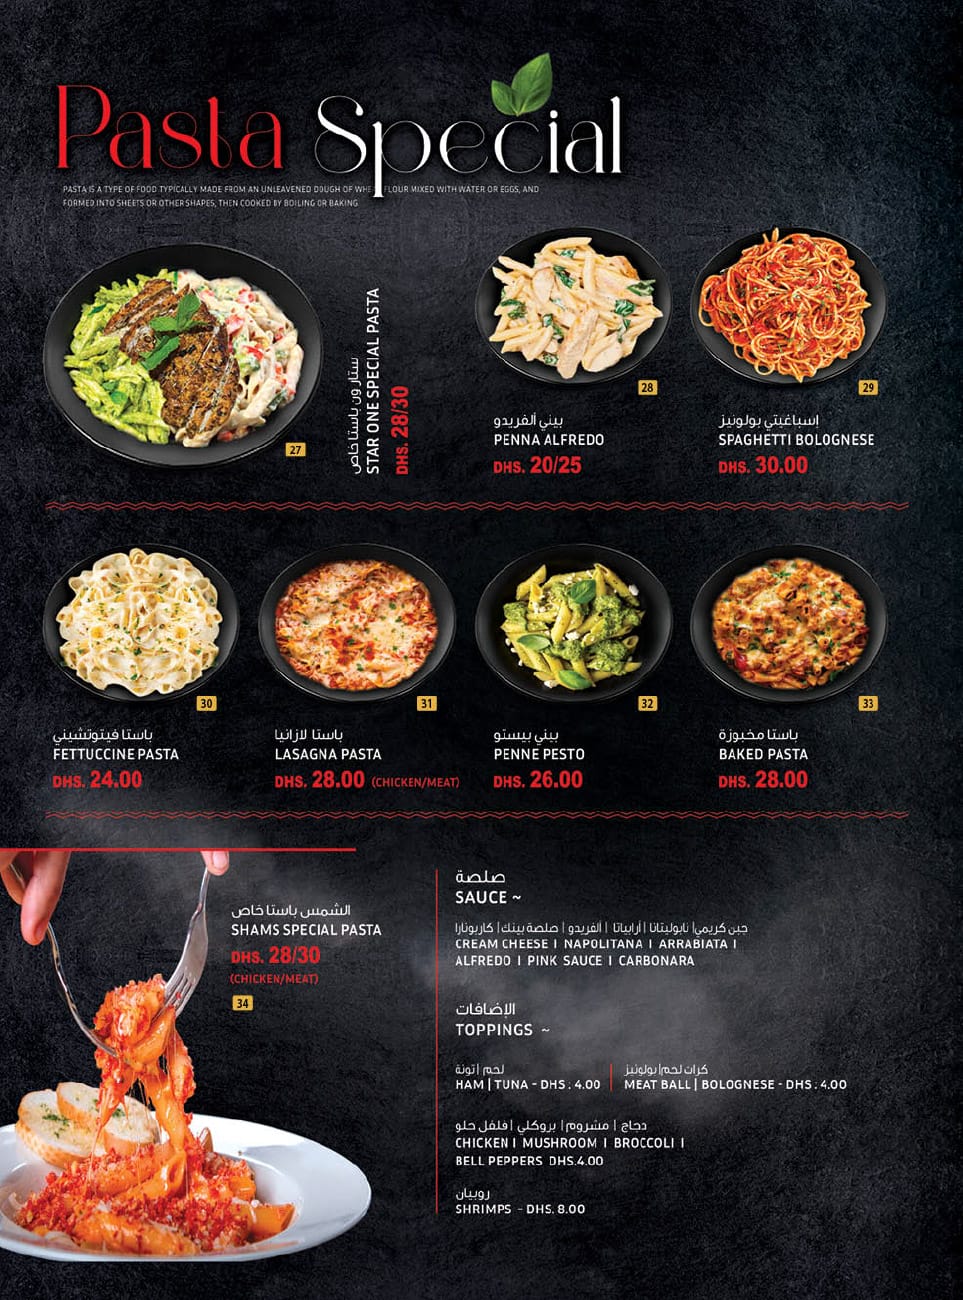 Pasta Special
PASTA IS A TYPE OF FOOD TYPICALLY MADE FROM AN UNLEAVENED DOUGH OF WHEAT FLOUR MIXED WITH WATER OR EGGS, AND
FORMED INTO SHEETS OR OTHER SHAPES, THEN COOKED BY BOILING OR BAKING
27
ستار ون باستا خاص
STAR ONE SPECIAL PASTA
DHS. 28/30
28
بيني ألفريدو
PENNA ALFREDO
DHS. 20/25
29
إسباغيتي بولونيز
SPAGHETTI BOLOGNESE
DHS. 30.00
30
باستا فيتوتشيني
FETTUCCINE PASTA
DHS. 24.00
31
باستا لازانيا
LASAGNA PASTA
DHS. 28.00 (CHICKEN/MEAT)
32
بيني بيستو
PENNE PESTO
DHS. 26.00
33
باستا مخبوزة
BAKED PASTA
DHS. 28.00
الشمس باستا خاص
SHAMS SPECIAL PASTA
DHS. 28/30
(CHICKEN/MEAT)
34
صلصة
SAUCE ~
جبن كريمي| نابوليتانا | أرابياتا | ألفريدو | صلصة بينك| كاربونارا
CREAM CHEESE I NAPOLITANA I ARRABIATA I
ALFREDO I PINK SAUCE I CARBONARA
الإضافات
TOPPINGS ~
لحم |تونة
HAM | TUNA - DHS . 4.00
كرات لحم|بولونيز
MEAT BALL | BOLOGNESE - DHS . 4.00
دجاج | مشروم| بروكلي | فلفل حلو
CHICKEN I MUSHROOM I BROCCOLI I
BELL PEPPERS DHS.4.00
روبيان
SHRIMPS - DHS. 8.00